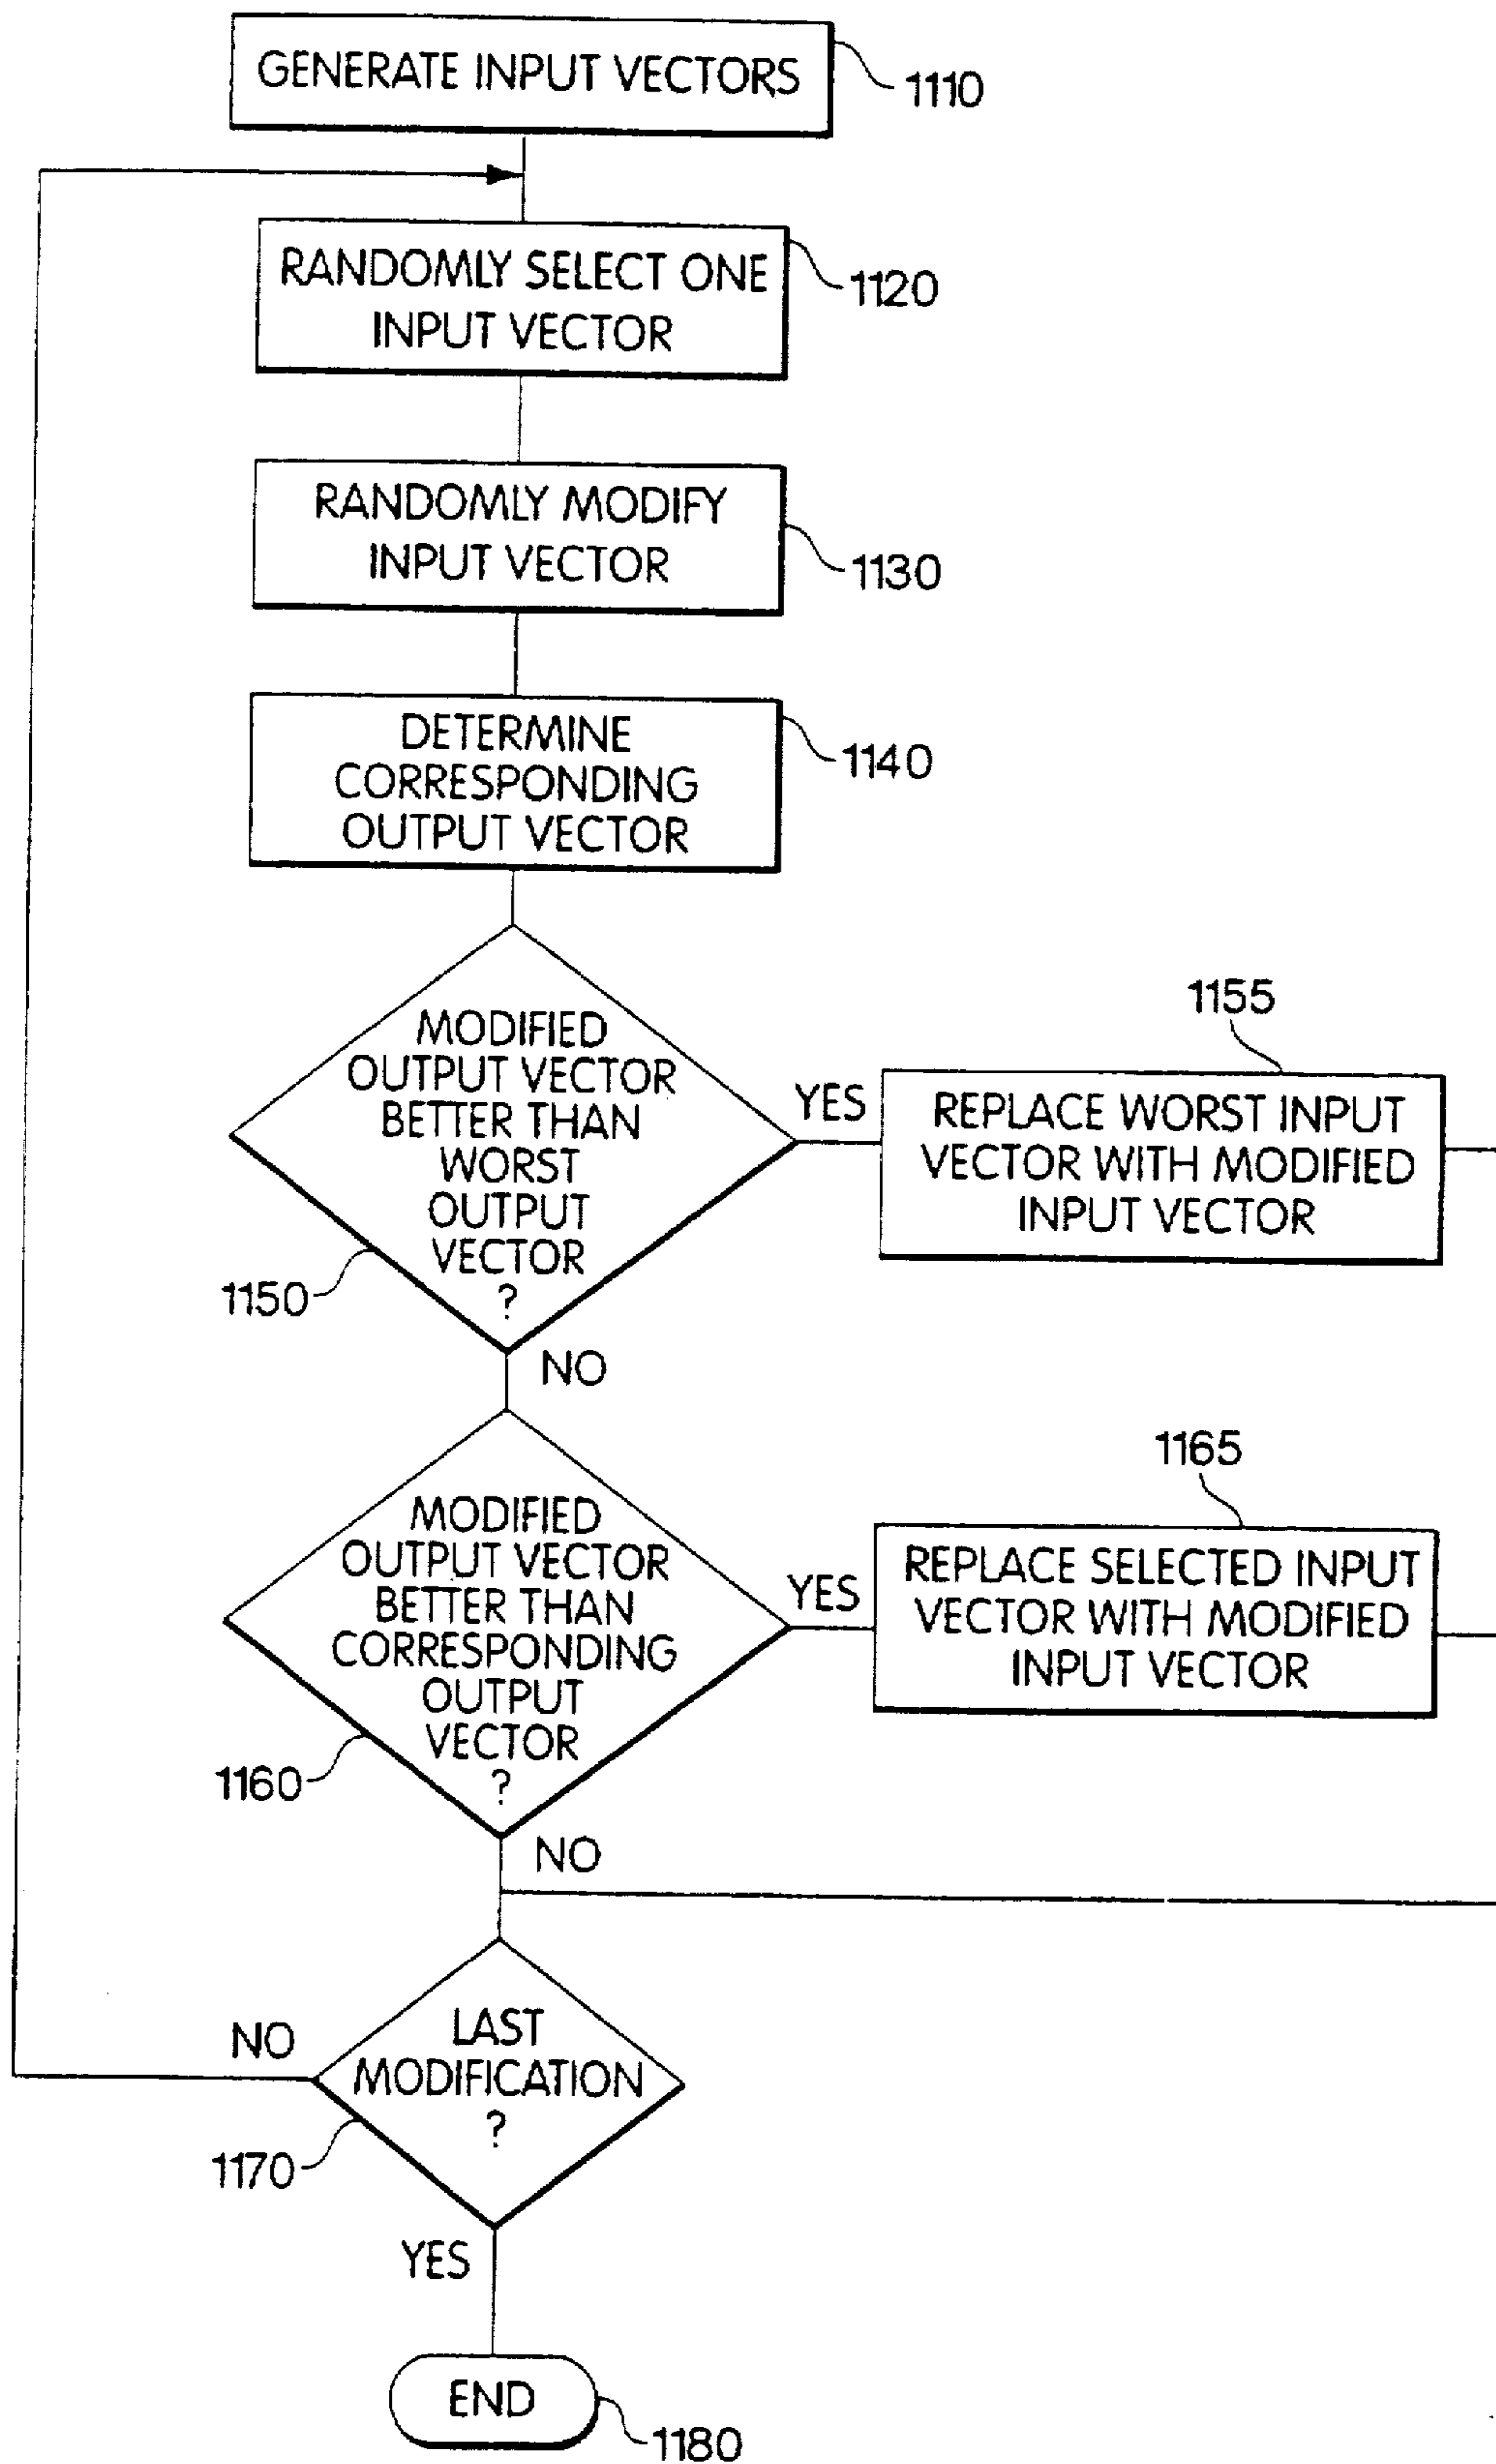 GENERATE INPUT VECTORS
1110
RANDOMLY SELECT ONE
INPUT VECTOR
1120
RANDOMLY MODIFY
INPUT VECTOR
1130
DETERMINE
CORRESPONDING
OUTPUT VECTOR
1140
MODIFIED
OUTPUT VECTOR
BETTER THAN
WORST
OUTPUT
VECTOR
?
1150
YES
NO
1155
REPLACE WORST INPUT
VECTOR WITH MODIFIED
INPUT VECTOR
MODIFIED
OUTPUT VECTOR
BETTER THAN
CORRESPONDING
OUTPUT
VECTOR
?
1160
YES
NO
1165
REPLACE SELECTED INPUT
VECTOR WITH MODIFIED
INPUT VECTOR
LAST
MODIFICATION
?
NO
1170
YES
END
1180